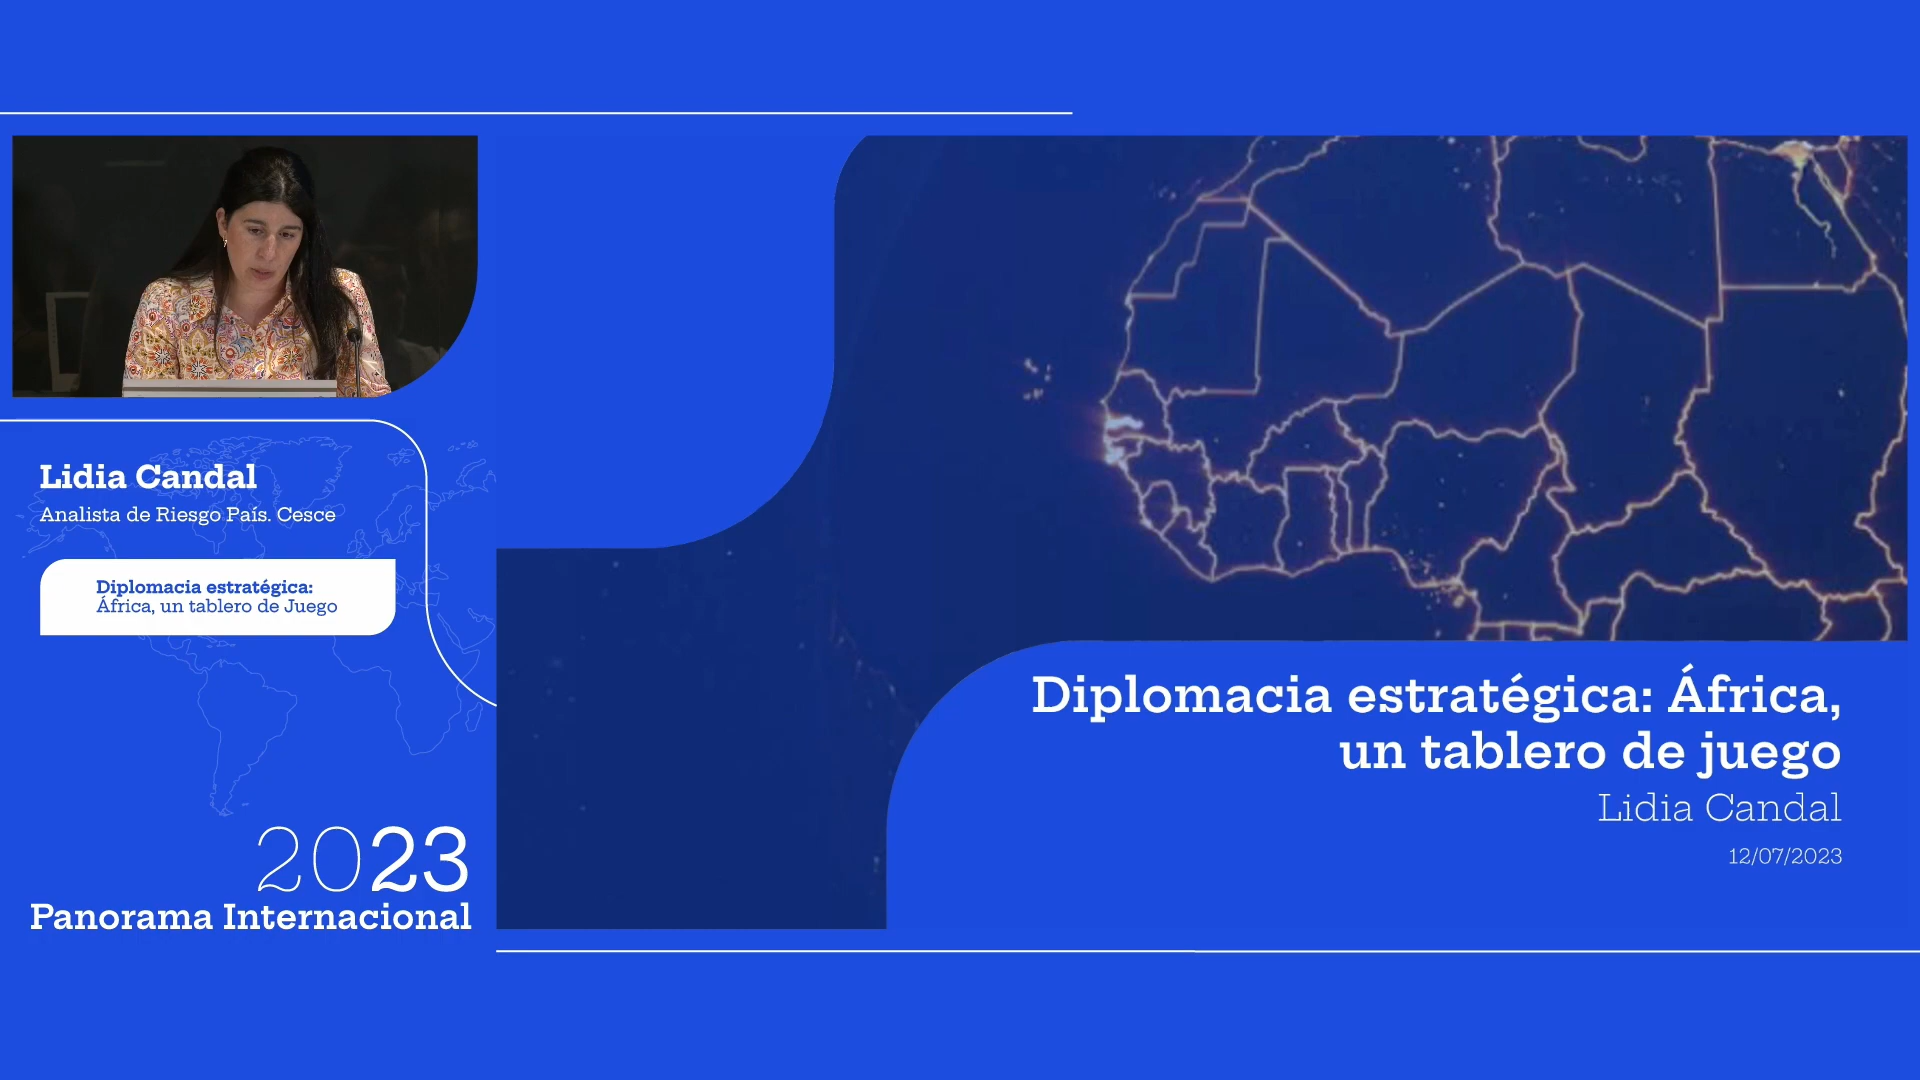 Lidia Candal
Analista de Riesgo País. Cesce
Diplomacia estratégica:
África, un tablero de Juego
2023
Panorama Internacional
Diplomacia estratégica: África,
un tablero de juego
Lidia Candal
12/07/2023